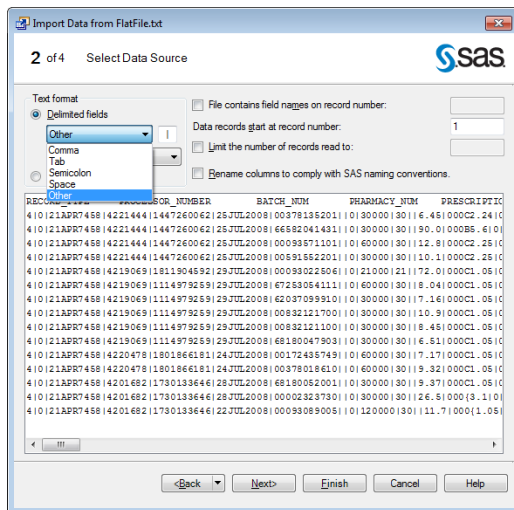 Import Data from FlatFile.txt
2 of 4 Select Data Source
sas
Text format
Delimited fields
Other |
Comma
Tab
Semicolon
Space
Other
File contains field names on record number:
Data records start at record number: 1
Limit the number of records read to:
Rename columns to comply with SAS naming conventions.
PROCESSOR_NUMBER BATCH_NUM PHARMACY_NUM PRESCRIPTIO
4|0|21APR7458|4221444|1447260062|25JUL2008|00378135201||0|30000|30||6.45|000C2.24|0
4|0|21APR7458|4221444|1447260062|25JUL2008|66582041431||0|30000|30||90.0|000B5.6|0|
4|0|21APR7458|4221444|1447260062|25JUL2008|00093571101||0|60000|30||12.8|000C2.25|0
4|0|21APR7458|4221444|1447260062|25JUL2008|00591552201||0|30000|30||10.1|000C2.25|0
4|0|21APR7458|4219069|1811904592|29JUL2008|00093022506||0|21000|21||72.0|000C1.05|0
4|0|21APR7458|4219069|1114979259|29JUL2008|67253054111||0|60000|30||8.04|000C1.05|0
4|0|21APR7458|4219069|1114979259|29JUL2008|62037099910||0|30000|30||7.16|000C1.05|0
4|0|21APR7458|4219069|1114979259|29JUL2008|00832121700||0|30000|30||10.9|000C1.05|0
4|0|21APR7458|4219069|1114979259|29JUL2008|00832121100||0|30000|30||8.45|000C1.05|0
4|0|21APR7458|4219069|1114979259|29JUL2008|68180047903||0|30000|30||6.51|000C1.05|0
4|0|21APR7458|4220478|1801866181|24JUL2008|00172435749||0|60000|30||7.17|000C1.05|0
4|0|21APR7458|4220478|1801866181|24JUL2008|00378018610||0|60000|30||9.32|000C1.05|0
4|0|21APR7458|4201682|1730133646|28JUL2008|68180052001||0|30000|30||9.37|000C1.05|0
4|0|21APR7458|4201682|1730133646|22JUL2008|00002323730||0|30000|30||26.5|000{3.1|0|
4|0|21APR7458|4201682|1730133646|22JUL2008|00093089005||0|120000|30||11.7|000{1.05|
<Back Next> Finish Cancel Help